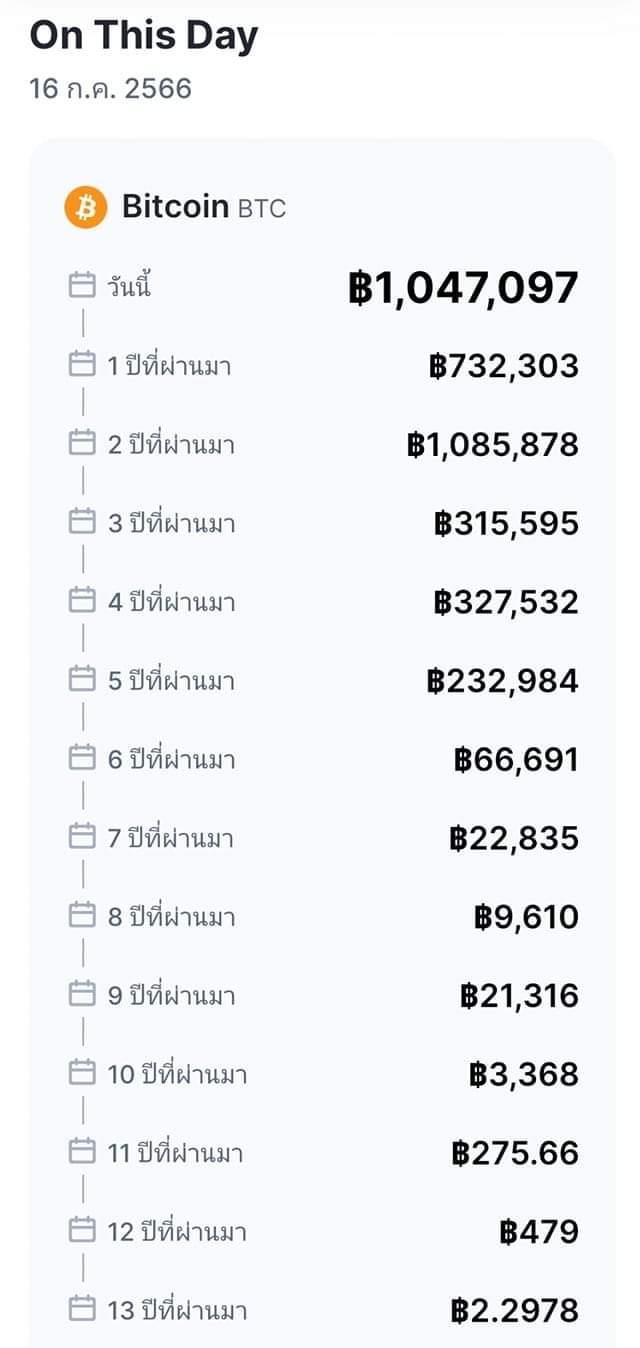 On This Day
16 ก.ค. 2566
Bitcoin BTC
วันนี้ ฿1,047,097
1 ปีที่ผ่านมา ฿732,303
2 ปีที่ผ่านมา ฿1,085,878
3 ปีที่ผ่านมา ฿315,595
4 ปีที่ผ่านมา ฿327,532
5 ปีที่ผ่านมา ฿232,984
6 ปีที่ผ่านมา ฿66,691
7 ปีที่ผ่านมา ฿22,835
8 ปีที่ผ่านมา ฿9,610
9 ปีที่ผ่านมา ฿21,316
10 ปีที่ผ่านมา ฿3,368
11 ปีที่ผ่านมา ฿275.66
12 ปีที่ผ่านมา ฿479
13 ปีที่ผ่านมา ฿2.2978